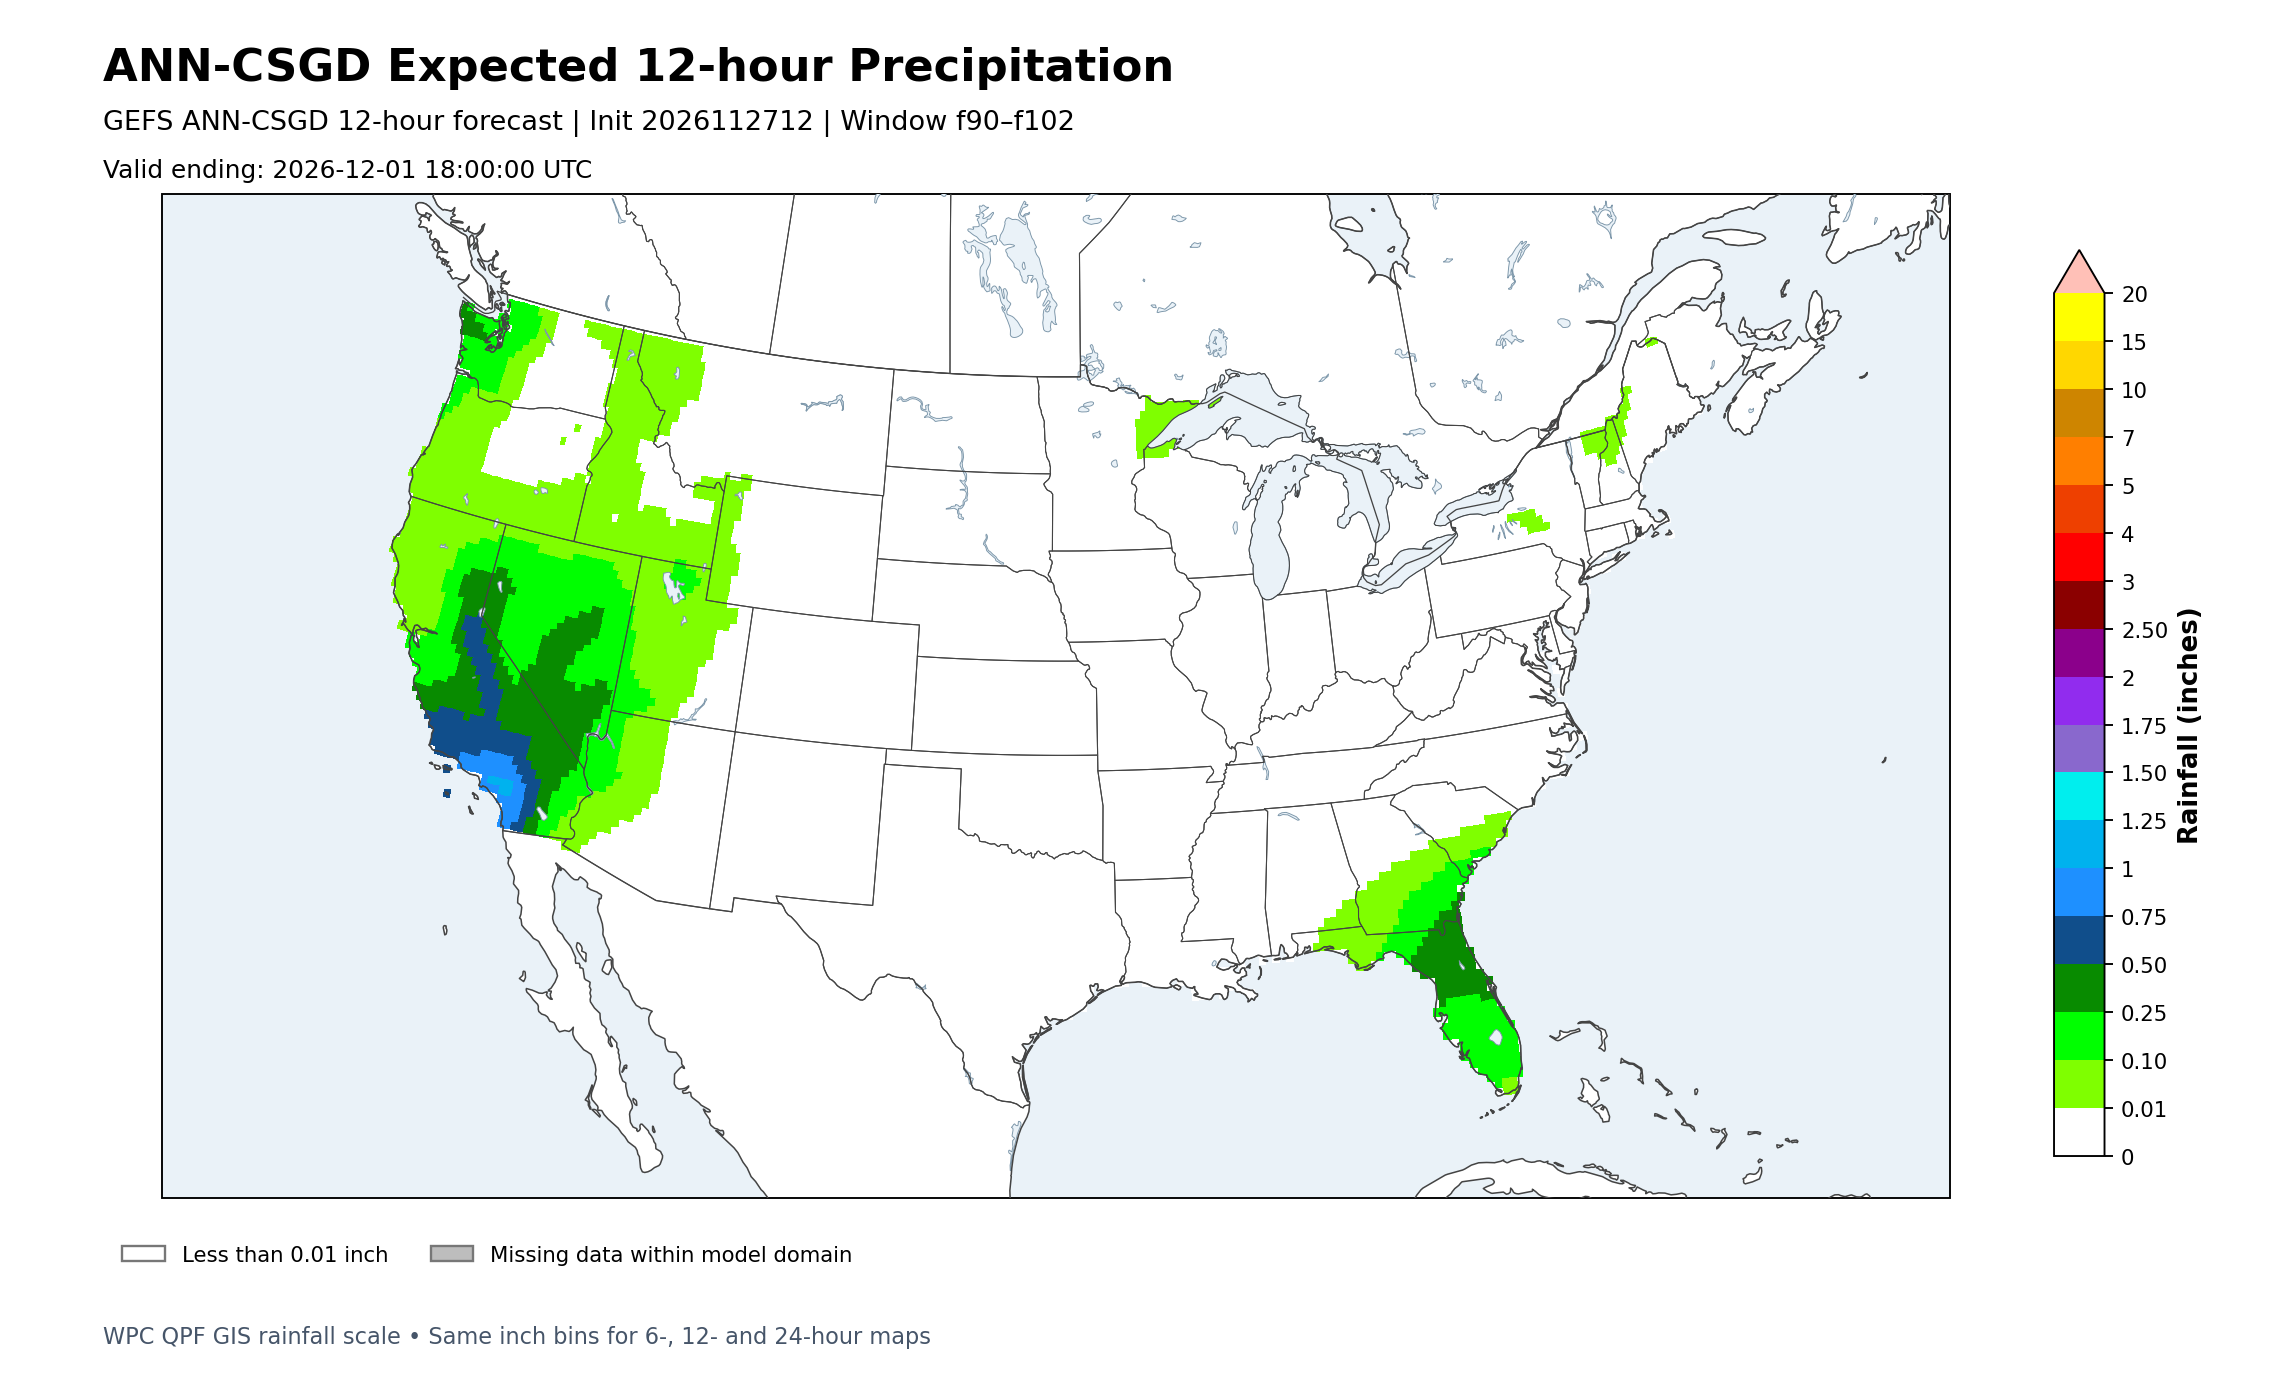 ANN-CSGD Expected 12-hour Precipitation
GEFS ANN-CSGD 12-hour forecast | Init 2026112712 | Window f90–f102
Valid ending: 2026-12-01 18:00:00 UTC
20
15
10
7
5
4
3
2.50
2
1.75
1.50
1.25
1
0.75
0.50
0.25
0.10
0.01
0
Rainfall (inches)
Less than 0.01 inch
Missing data within model domain
WPC QPF GIS rainfall scale • Same inch bins for 6-, 12- and 24-hour maps